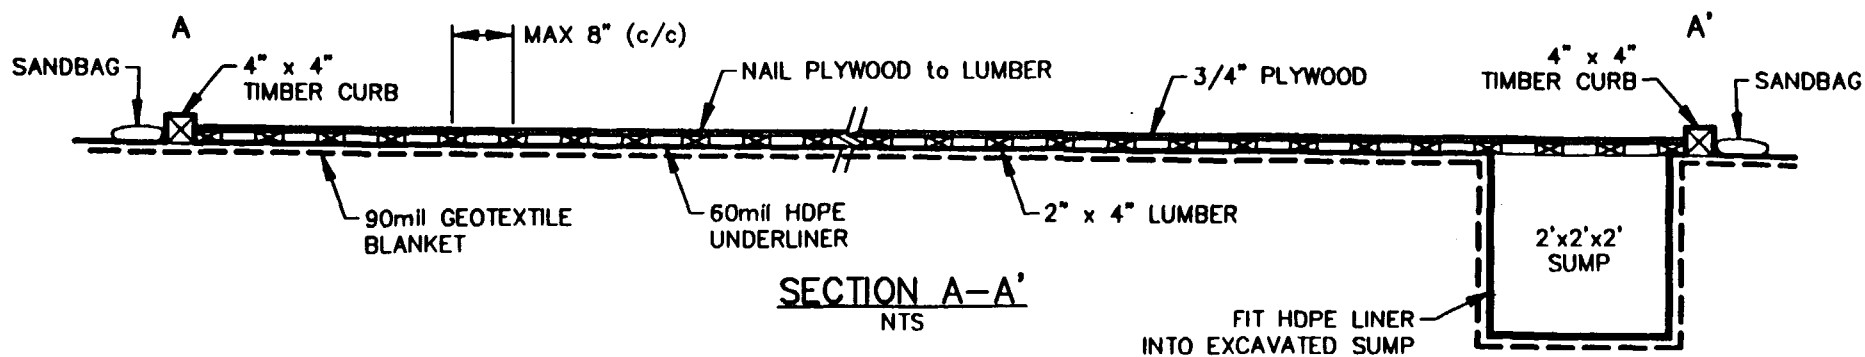 A
MAX 8" (c/c)
A'
SANDBAG
4" x 4"
TIMBER CURB
NAIL PLYWOOD to LUMBER
3/4" PLYWOOD
4" x 4"
TIMBER CURB
SANDBAG
90mil GEOTEXTILE
BLANKET
60mil HDPE
UNDERLINER
2" x 4" LUMBER
2'x2'x2'
SUMP
SECTION A-A'
NTS
FIT HDPE LINER
INTO EXCAVATED SUMP